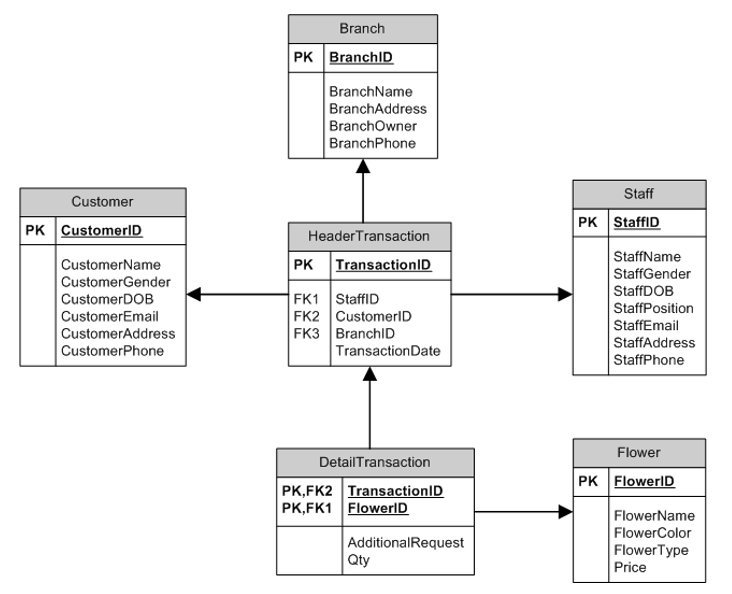 Branch
PK BranchID
BranchName
BranchAddress
BranchOwner
BranchPhone
Customer
PK CustomerID
CustomerName
CustomerGender
CustomerDOB
CustomerEmail
CustomerAddress
CustomerPhone
HeaderTransaction
PK TransactionID
FK1 StaffID
FK2 CustomerID
FK3 BranchID
TransactionDate
Staff
PK StaffID
StaffName
StaffGender
StaffDOB
StaffPosition
StaffEmail
StaffAddress
StaffPhone
DetailTransaction
PK,FK2 TransactionID
PK,FK1 FlowerID
AdditionalRequest
Qty
Flower
PK FlowerID
FlowerName
FlowerColor
FlowerType
Price